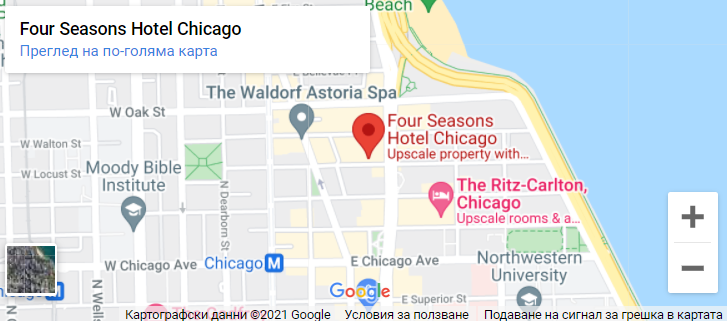 Four Seasons Hotel Chicago
Преглед на по-голяма карта
Beach
The Waldorf Astoria Spa
W Oak St
Four Seasons
Hotel Chicago
Upscale property with...
W Walton St
W Locust St
Moody Bible
Institute
N Dearborn St
The Ritz-Carlton,
Chicago
Upscale rooms & a...
W Chicago Ave
Chicago M
E Chicago Ave
Northwestern
University
N Wells
Google
E Superior St
Картографски данни ©2021 Google
Условия за ползване
Подаване на сигнал за грешка в картата